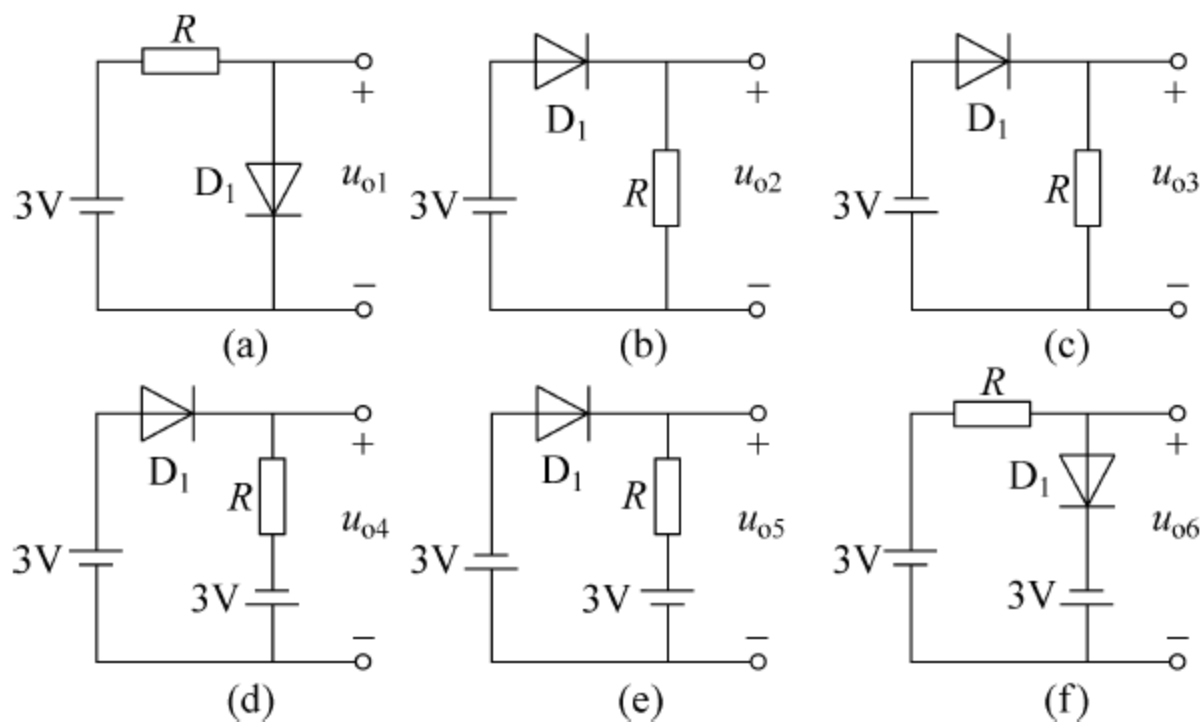 R
+
3V D₁ uₒ₁
−
(a)
D₁ +
3V R uₒ₂
−
(b)
D₁ +
3V R uₒ₃
−
(c)
D₁ +
R uₒ₄
3V 3V
−
(d)
D₁ +
R uₒ₅
3V 3V
−
(e)
R
+
D₁ uₒ₆
3V 3V
−
(f)